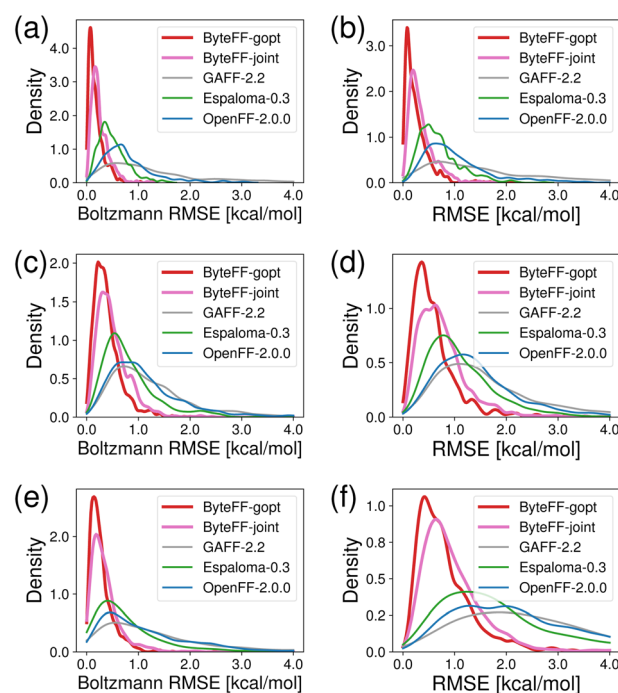 (a)
Density
4.0
3.0
2.0
1.0
0.0
0.0 1.0 2.0 3.0 4.0
Boltzmann RMSE [kcal/mol]
ByteFF-gopt
ByteFF-joint
GAFF-2.2
Espaloma-0.3
OpenFF-2.0.0
(b)
Density
3.0
2.0
1.0
0.0
0.0 1.0 2.0 3.0 4.0
RMSE [kcal/mol]
ByteFF-gopt
ByteFF-joint
GAFF-2.2
Espaloma-0.3
OpenFF-2.0.0
(c)
Density
2.0
1.5
1.0
0.5
0.0
0.0 1.0 2.0 3.0 4.0
Boltzmann RMSE [kcal/mol]
ByteFF-gopt
ByteFF-joint
GAFF-2.2
Espaloma-0.3
OpenFF-2.0.0
(d)
Density
1.0
0.5
0.0
0.0 1.0 2.0 3.0 4.0
RMSE [kcal/mol]
ByteFF-gopt
ByteFF-joint
GAFF-2.2
Espaloma-0.3
OpenFF-2.0.0
(e)
Density
2.0
1.0
0.0
0.0 1.0 2.0 3.0 4.0
Boltzmann RMSE [kcal/mol]
ByteFF-gopt
ByteFF-joint
GAFF-2.2
Espaloma-0.3
OpenFF-2.0.0
(f)
Density
1.0
0.8
0.5
0.2
0.0
0.0 1.0 2.0 3.0 4.0
RMSE [kcal/mol]
ByteFF-gopt
ByteFF-joint
GAFF-2.2
Espaloma-0.3
OpenFF-2.0.0